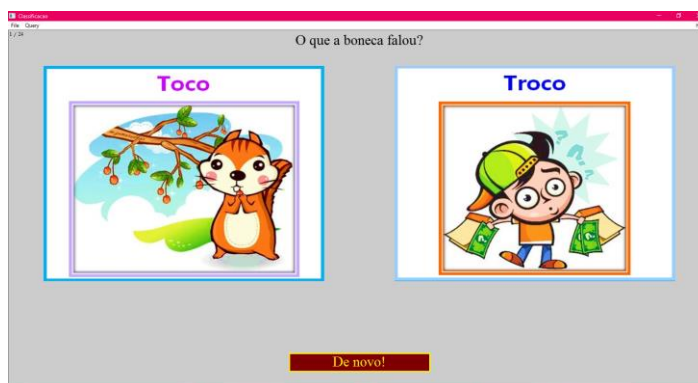 Classificacao
File Query
1 / 24
O que a boneca falou?
Toco
Troco
De novo!